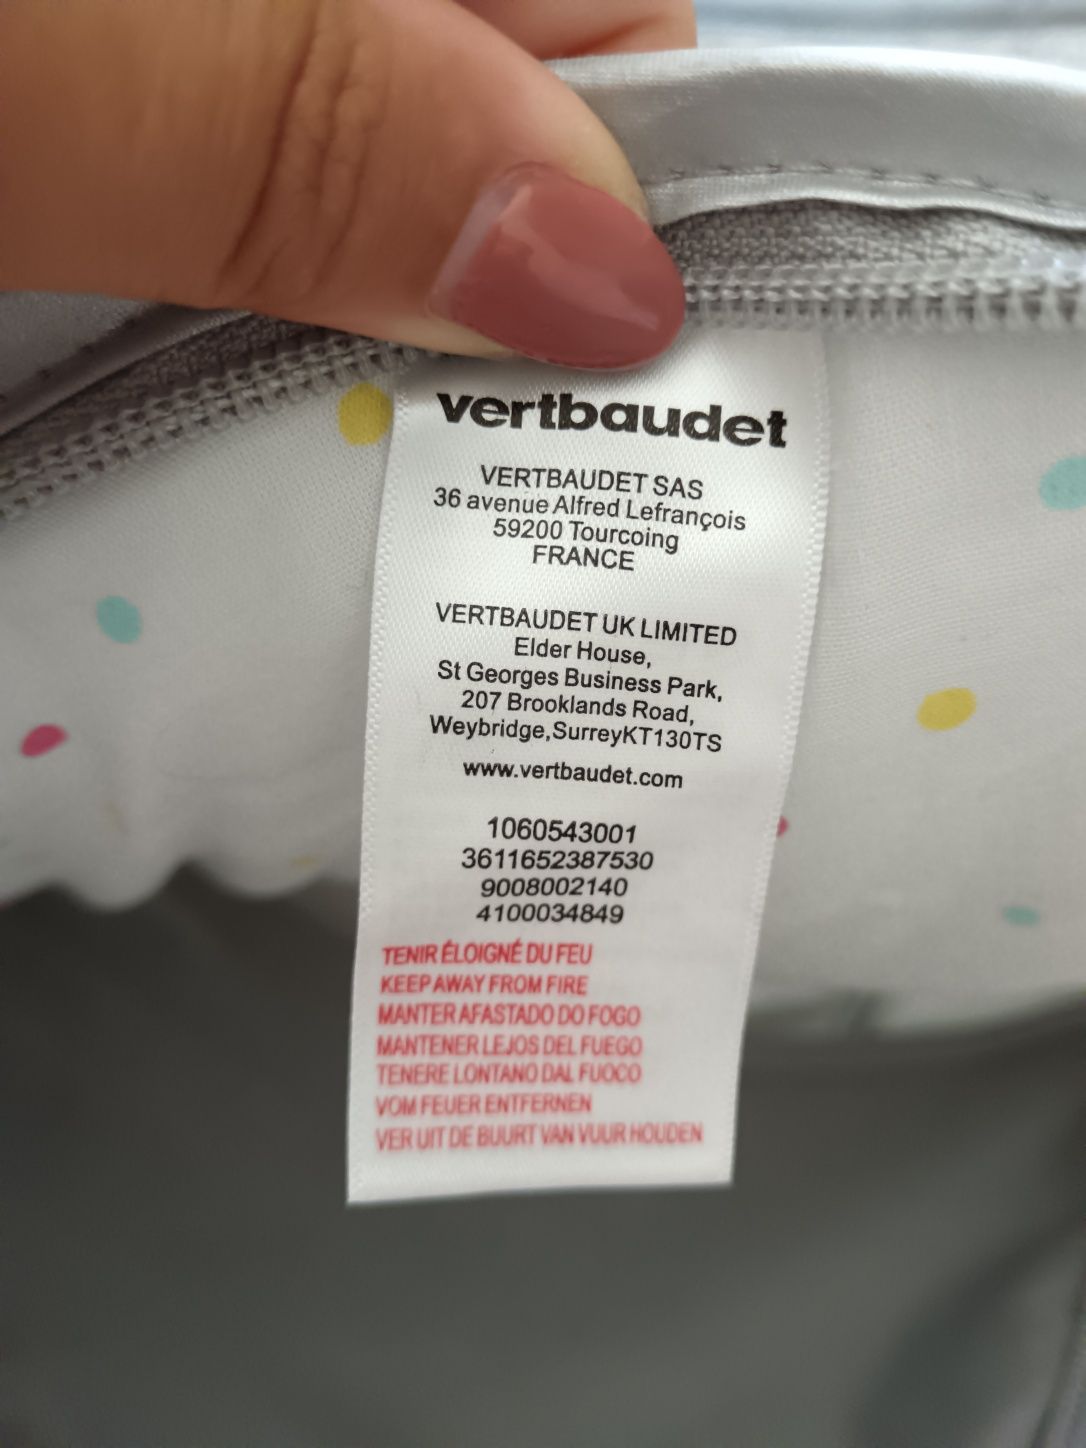 vertbaudet
VERTBAUDET SAS
36 avenue Alfred Lefrançois
59200 Tourcoing
FRANCE
VERTBAUDET UK LIMITED
Elder House,
St Georges Business Park,
207 Brooklands Road,
Weybridge,SurreyKT130TS
www.vertbaudet.com
1060543001
3611652387530
9008002140
4100034849
TENIR ÉLOIGNÉ DU FEU
KEEP AWAY FROM FIRE
MANTER AFASTADO DO FOGO
MANTENER LEJOS DEL FUEGO
TENERE LONTANO DAL FUOCO
VOM FEUER ENTFERNEN
VER UIT DE BUURT VAN VUUR HOUDEN